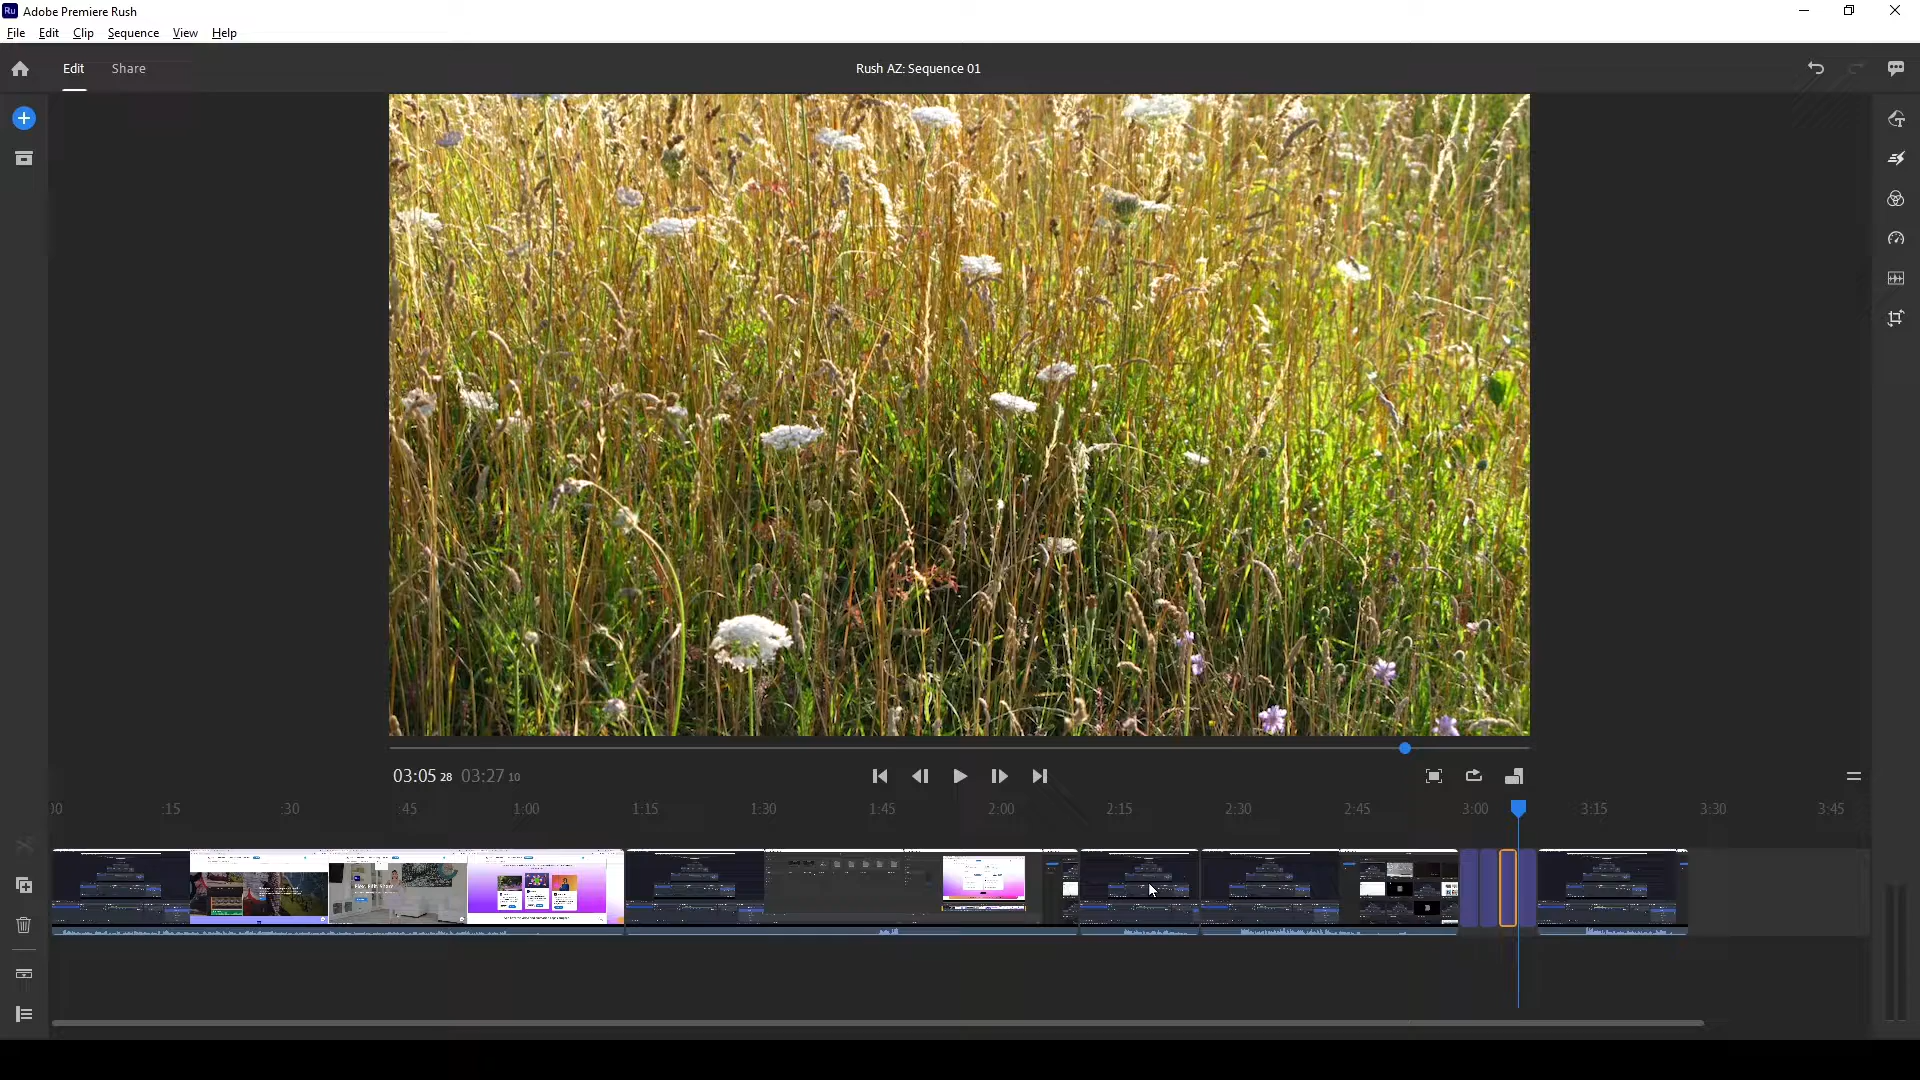 Ru Adobe Premiere Rush
File Edit Clip Sequence View Help
Edit Share Rush AZ: Sequence 01
03:05 28 03:27 10
00 :15 :30 :45 1:00 1:15 1:30 1:45 2:00 2:15 2:30 2:45 3:00 3:15 3:30 3:45